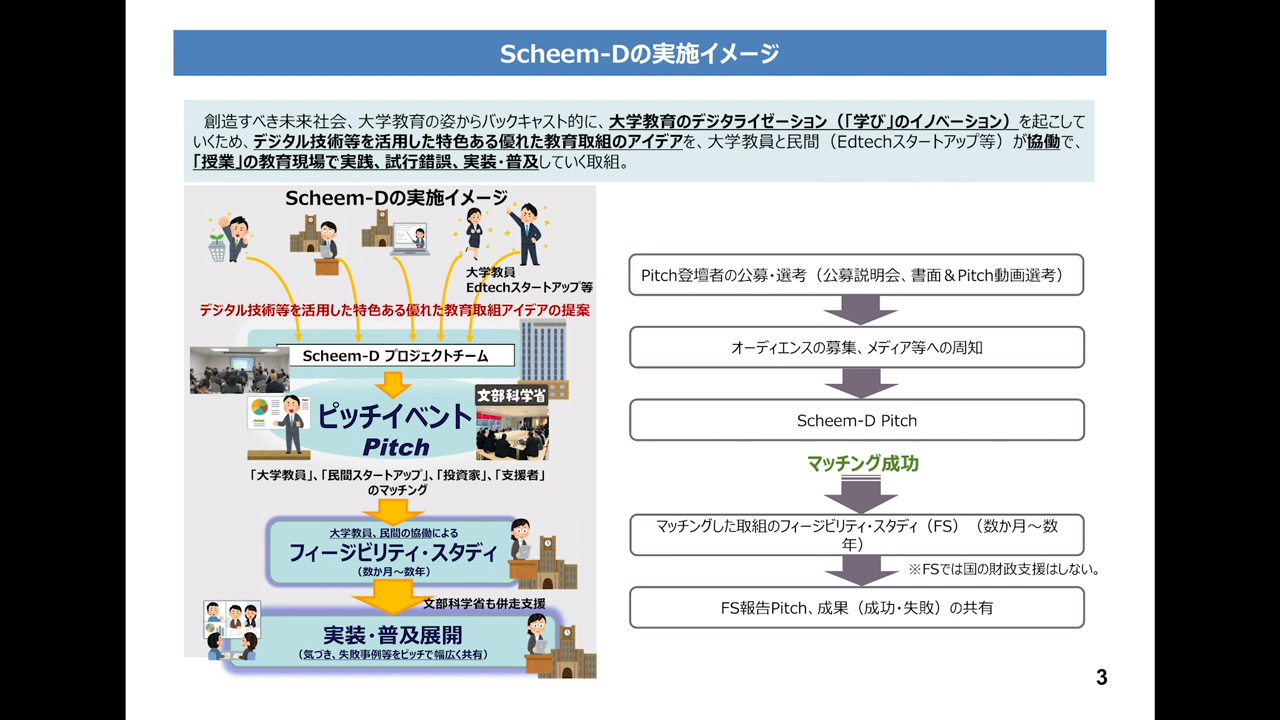 Scheem-Dの実施イメージ
創造すべき未来社会、大学教育の姿からバックキャスト的に、大学教育のデジタライゼーション（「学び」のイノベーション）を起こして
いくため、デジタル技術等を活用した特色ある優れた教育取組のアイデアを、大学教員と民間（Edtechスタートアップ等）が協働で、
「授業」の教育現場で実践、試行錯誤、実装・普及していく取組。
Scheem-Dの実施イメージ
大学教員
Edtechスタートアップ等
デジタル技術等を活用した特色ある優れた教育取組アイデアの提案
Scheem-D プロジェクトチーム
ピッチイベント
Pitch
文部科学省
「大学教員」、「民間スタートアップ」、「投資家」、「支援者」
のマッチング
大学教員、民間の協働による
フィージビリティ・スタディ
（数か月～数年）
文部科学省も併走支援
実装・普及展開
（気づき、失敗事例等をピッチで幅広く共有）
Pitch登壇者の公募・選考（公募説明会、書面＆Pitch動画選考）
オーディエンスの募集、メディア等への周知
Scheem-D Pitch
マッチング成功
マッチングした取組のフィージビリティ・スタディ（FS）（数か月～数
年）
※FSでは国の財政支援はしない。
FS報告Pitch、成果（成功・失敗）の共有
3